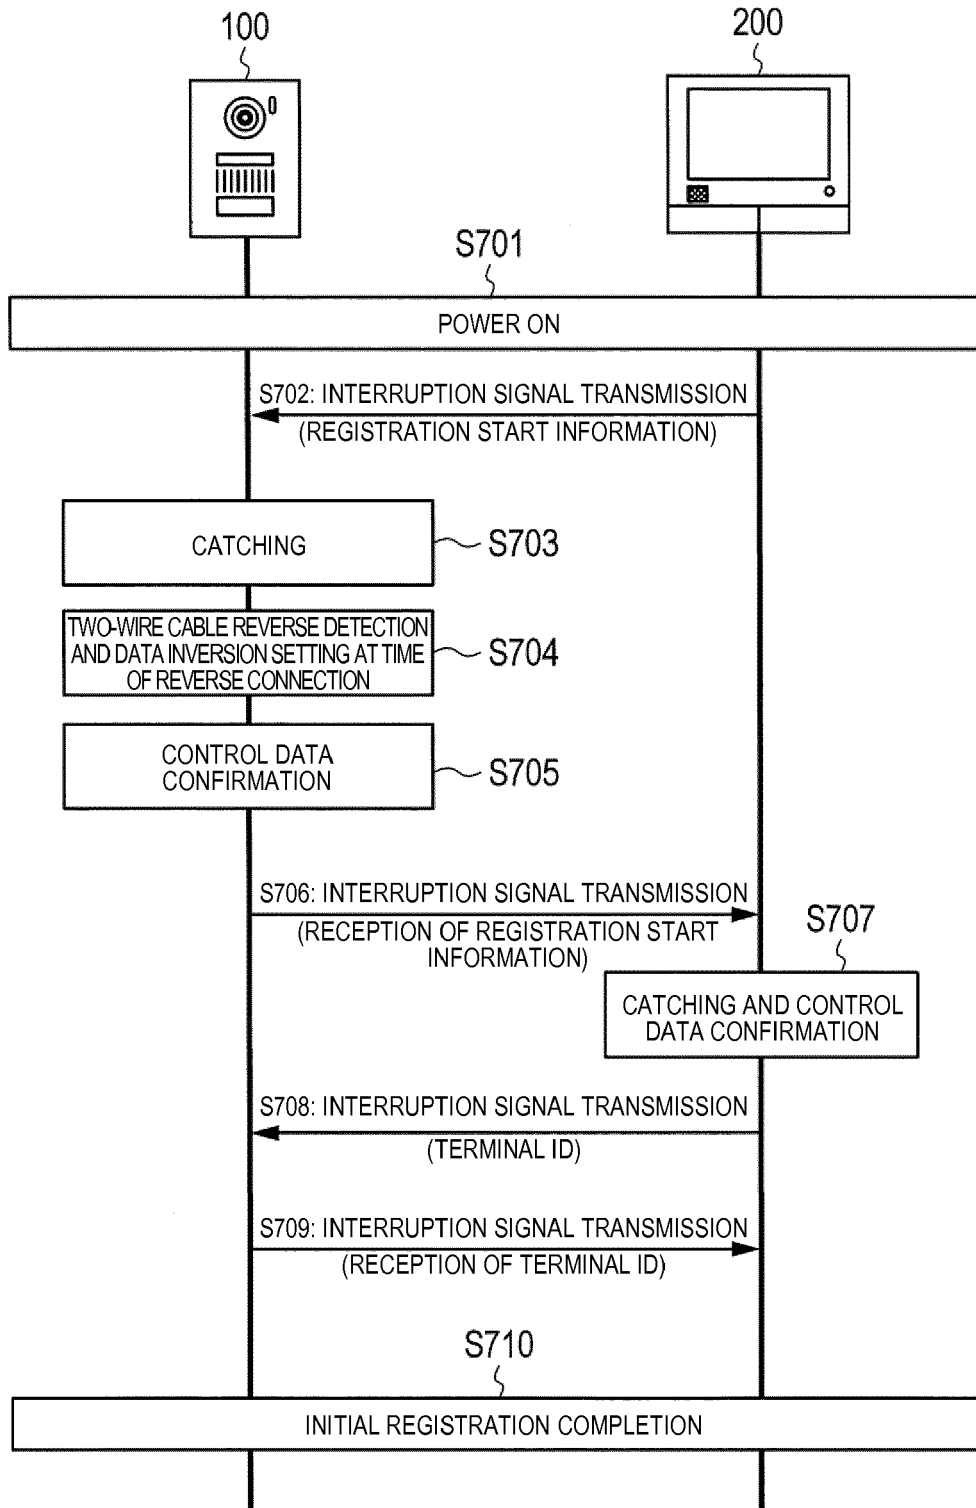 100
200
S701
POWER ON
S702: INTERRUPTION SIGNAL TRANSMISSION
(REGISTRATION START INFORMATION)
CATCHING
S703
TWO-WIRE CABLE REVERSE DETECTION
AND DATA INVERSION SETTING AT TIME
OF REVERSE CONNECTION
S704
CONTROL DATA
CONFIRMATION
S705
S706: INTERRUPTION SIGNAL TRANSMISSION
(RECEPTION OF REGISTRATION START
INFORMATION)
S707
CATCHING AND CONTROL
DATA CONFIRMATION
S708: INTERRUPTION SIGNAL TRANSMISSION
(TERMINAL ID)
S709: INTERRUPTION SIGNAL TRANSMISSION
(RECEPTION OF TERMINAL ID)
S710
INITIAL REGISTRATION COMPLETION